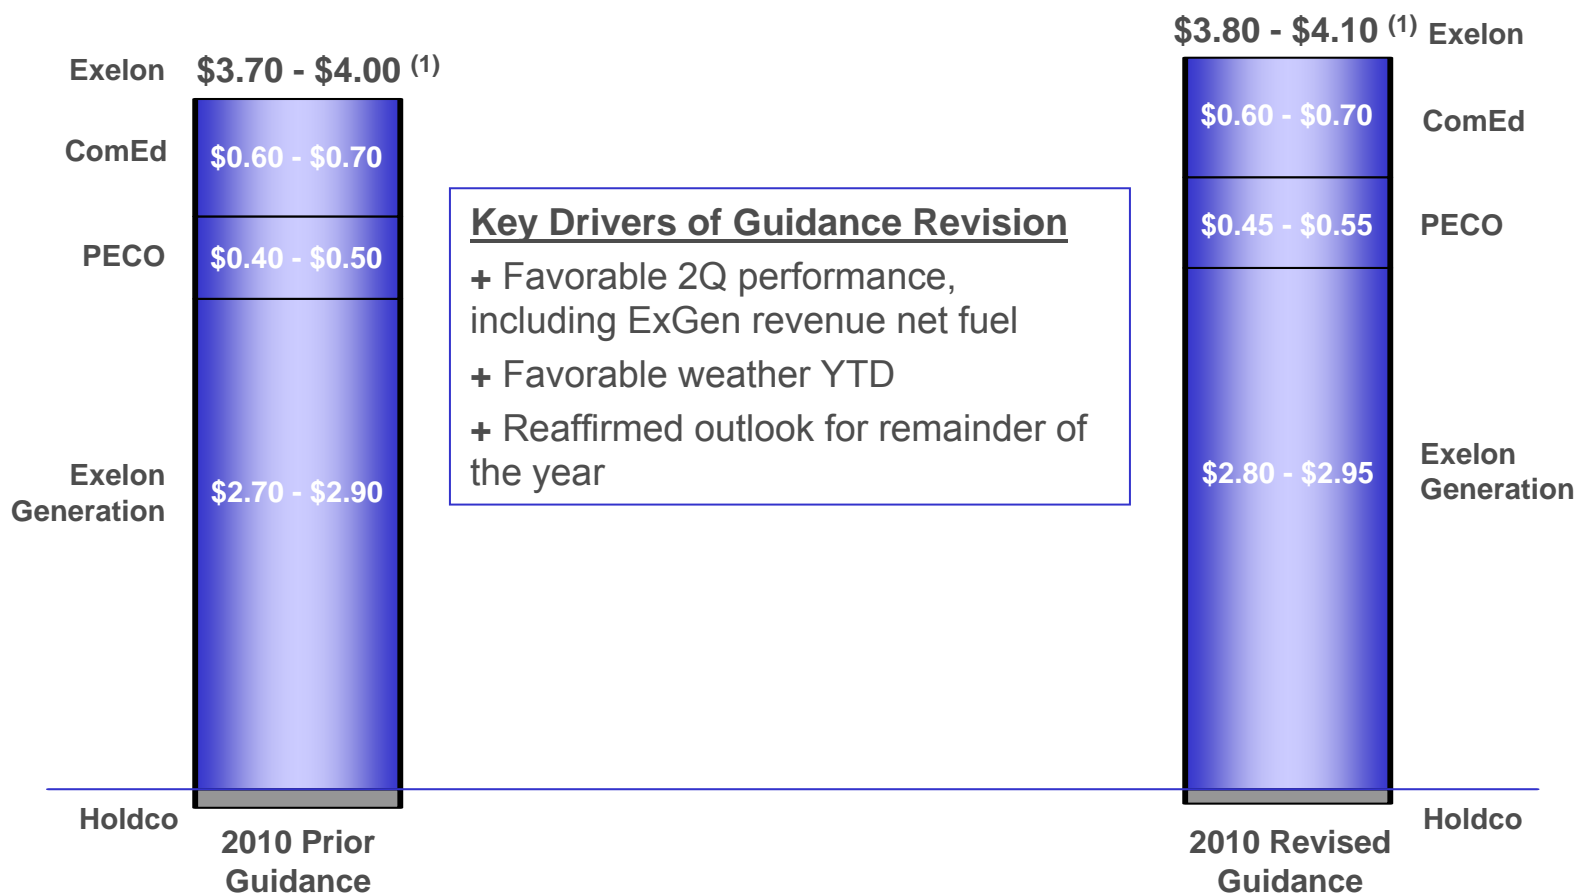 Exelon $3.70 - $4.00 (1)
ComEd $0.60 - $0.70
PECO $0.40 - $0.50
Exelon
Generation
$2.70 - $2.90
Holdco
2010 Prior
Guidance
Key Drivers of Guidance Revision
+ Favorable 2Q performance,
including ExGen revenue net fuel
+ Favorable weather YTD
+ Reaffirmed outlook for remainder of
the year
$3.80 - $4.10 (1) Exelon
$0.60 - $0.70 ComEd
$0.45 - $0.55 PECO
$2.80 - $2.95
Exelon
Generation
Holdco
2010 Revised
Guidance